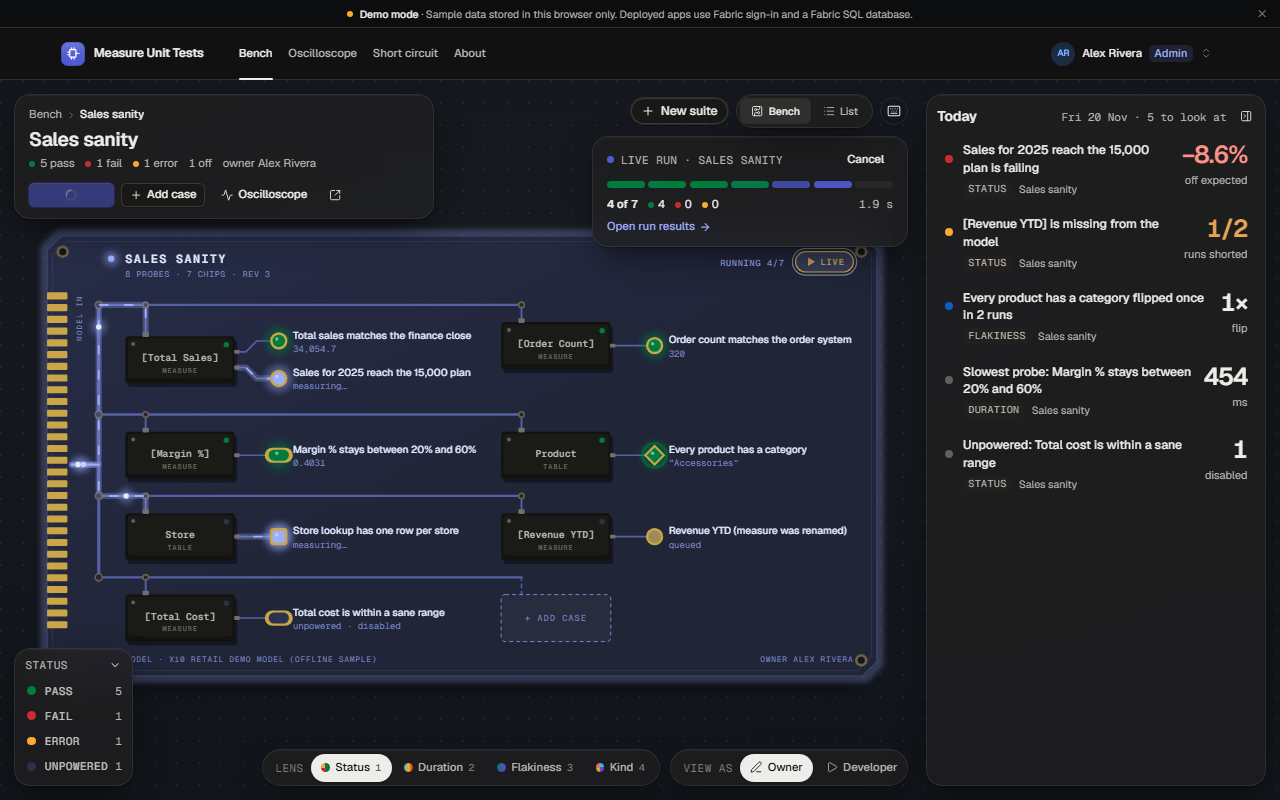 Demo mode · Sample data stored in this browser only. Deployed apps use Fabric sign-in and a Fabric SQL database.
Measure Unit Tests
Bench
Oscilloscope
Short circuit
About
AR
Alex Rivera
Admin
Bench > Sales sanity
Sales sanity
5 pass 1 fail 1 error 1 off owner Alex Rivera
+ Add case
Oscilloscope
+ New suite
Bench
List
LIVE RUN · SALES SANITY
Cancel
4 of 7 4 0 0 1.9 s
Open run results →
SALES SANITY
8 PROBES · 7 CHIPS · REV 3
RUNNING 4/7
LIVE
MODEL IN
[Total Sales]
MEASURE
Total sales matches the finance close
34,054.7
Sales for 2025 reach the 15,000 plan
measuring…
[Order Count]
MEASURE
Order count matches the order system
320
[Margin %]
MEASURE
Margin % stays between 20% and 60%
0.4031
Product
TABLE
Every product has a category
"Accessories"
Store
TABLE
Store lookup has one row per store
measuring…
[Revenue YTD]
MEASURE
Revenue YTD (measure was renamed)
queued
[Total Cost]
MEASURE
Total cost is within a sane range
unpowered · disabled
+ ADD CASE
ODEL · X10 RETAIL DEMO MODEL (OFFLINE SAMPLE)
OWNER ALEX RIVERA
STATUS
PASS 5
FAIL 1
ERROR 1
UNPOWERED 1
LENS
Status 1
Duration 2
Flakiness 3
Kind 4
VIEW AS
Owner
Developer
Today
Fri 20 Nov · 5 to look at
Sales for 2025 reach the 15,000
plan is failing
STATUS Sales sanity
−8.6%
off expected
[Revenue YTD] is missing from the
model
STATUS Sales sanity
1/2
runs shorted
Every product has a category flipped once
in 2 runs
FLAKINESS Sales sanity
1×
flip
Slowest probe: Margin % stays between
20% and 60%
DURATION Sales sanity
454
ms
Unpowered: Total cost is within a sane
range
STATUS Sales sanity
1
disabled